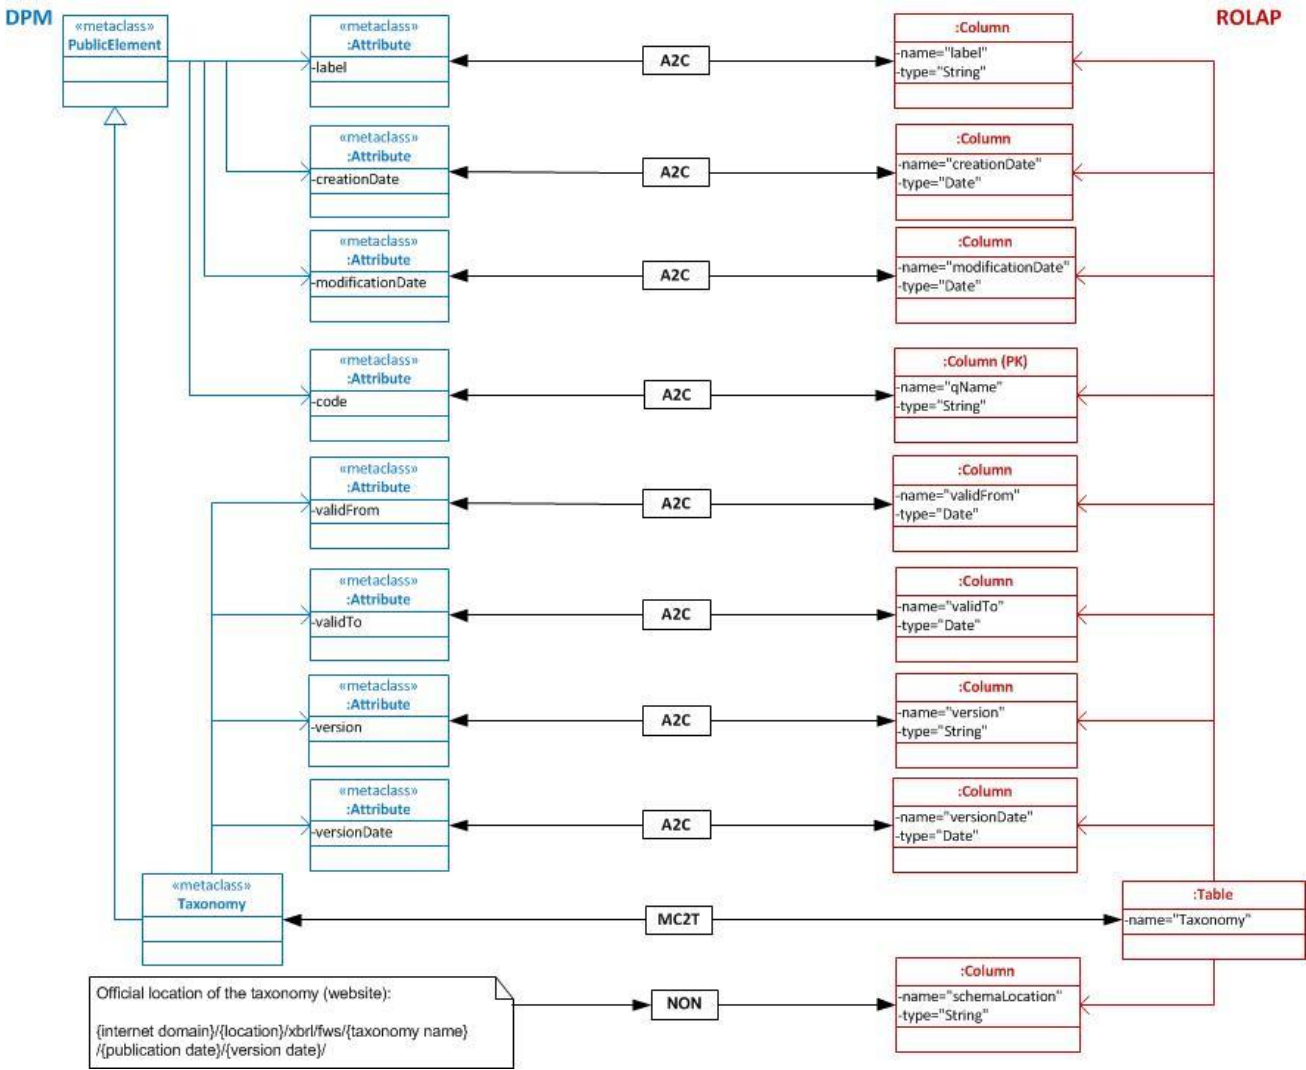 DPM
ROLAP
«metaclass»
PublicElement
«metaclass»
:Attribute
-label
A2C
:Column
-name="label"
-type="String"
«metaclass»
:Attribute
-creationDate
A2C
:Column
-name="creationDate"
-type="Date"
«metaclass»
:Attribute
-modificationDate
A2C
:Column
-name="modificationDate"
-type="Date"
«metaclass»
:Attribute
-code
A2C
:Column (PK)
-name="qName"
-type="String"
«metaclass»
:Attribute
-validFrom
A2C
:Column
-name="validFrom"
-type="Date"
«metaclass»
:Attribute
-validTo
A2C
:Column
-name="validTo"
-type="Date"
«metaclass»
:Attribute
-version
A2C
:Column
-name="version"
-type="String"
«metaclass»
:Attribute
-versionDate
A2C
:Column
-name="versionDate"
-type="Date"
«metaclass»
Taxonomy
MC2T
:Table
-name="Taxonomy"
Official location of the taxonomy (website):
{internet domain}/{location}/xbrl/fws/{taxonomy name}
/{publication date}/{version date}/
NON
:Column
-name="schemaLocation"
-type="String"